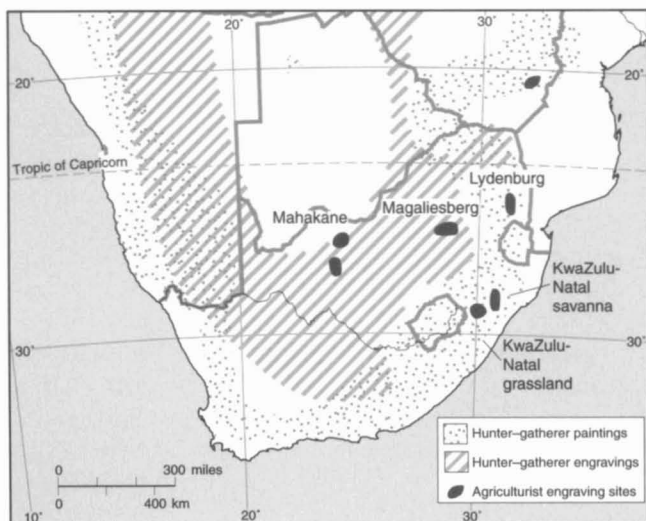 20°
30°
20°
20°
Tropic of Capricorn
Lydenburg
Mahakane
Magaliesberg
KwaZulu-
Natal
savanna
30°
30°
KwaZulu-
Natal
grassland
Hunter–gatherer paintings
0 300 miles
Hunter–gatherer engravings
0 400 km
Agriculturist engraving sites
10°
20°
30°